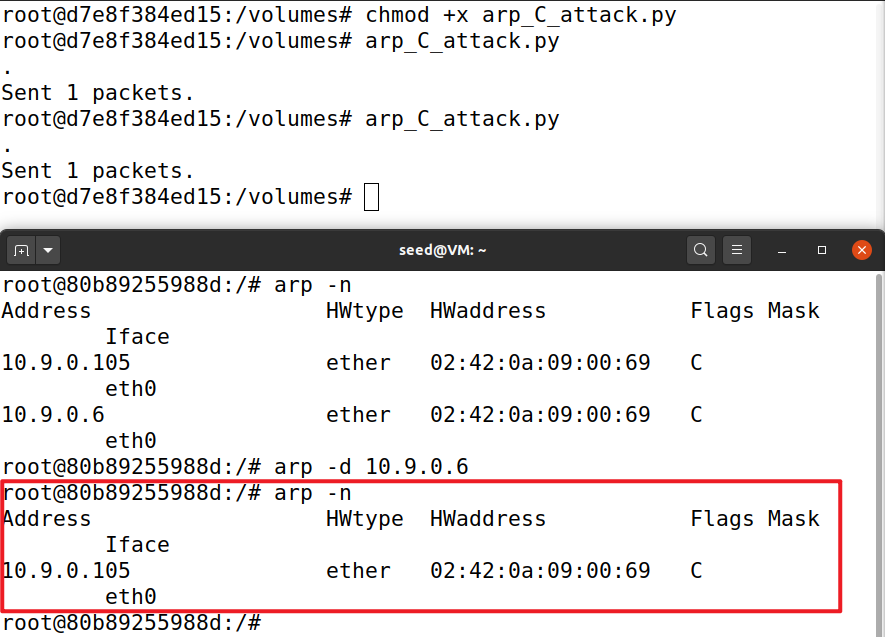 root@d7e8f384ed15:/volumes# chmod +x arp_C_attack.py
root@d7e8f384ed15:/volumes# arp_C_attack.py
.
Sent 1 packets.
root@d7e8f384ed15:/volumes# arp_C_attack.py
.
Sent 1 packets.
root@d7e8f384ed15:/volumes#
seed@VM: ~
root@80b89255988d:/# arp -n
Address                  HWtype  HWaddress           Flags Mask
        Iface
10.9.0.105               ether   02:42:0a:09:00:69   C
        eth0
10.9.0.6                 ether   02:42:0a:09:00:69   C
        eth0
root@80b89255988d:/# arp -d 10.9.0.6
root@80b89255988d:/# arp -n
Address                  HWtype  HWaddress           Flags Mask
        Iface
10.9.0.105               ether   02:42:0a:09:00:69   C
        eth0
root@80b89255988d:/#